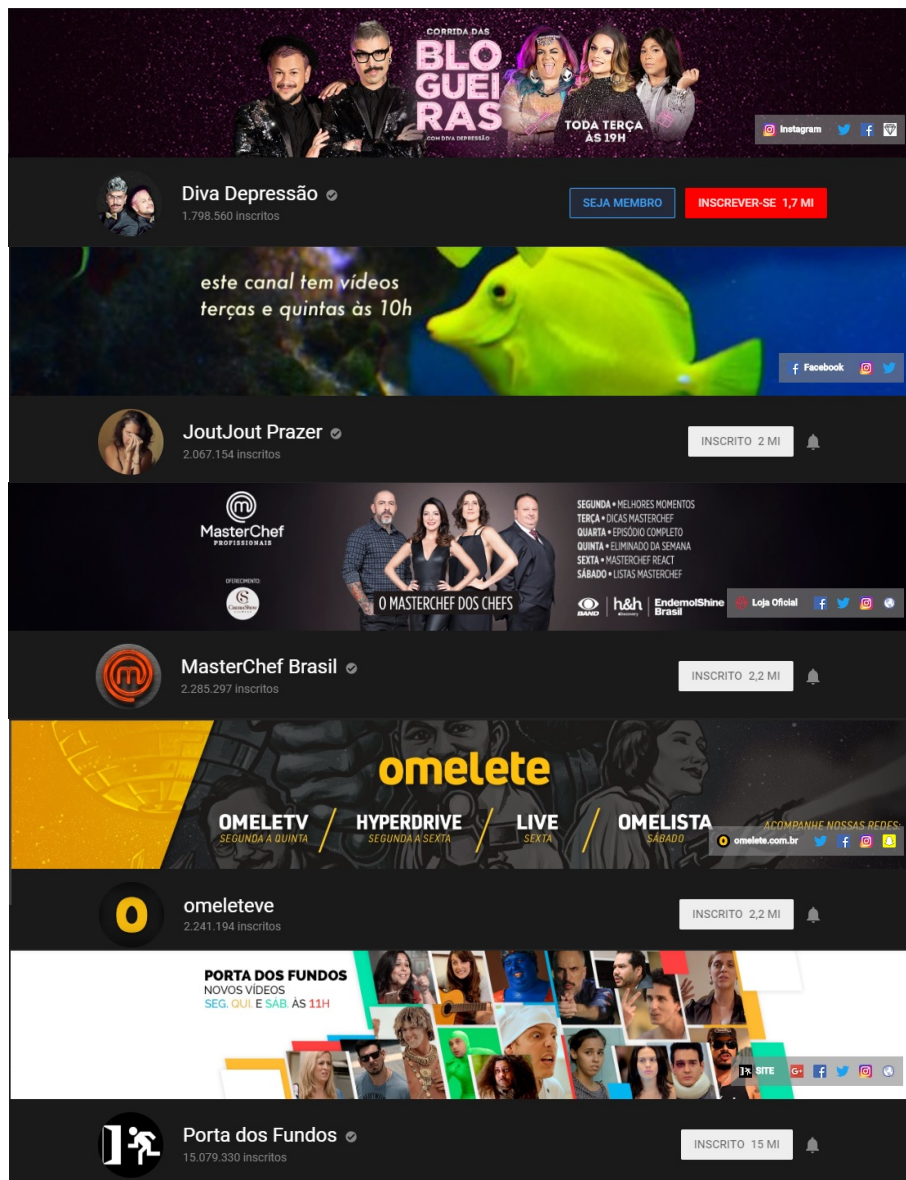 CORRIDA DAS
BLO
GUEI
RAS
COM DIVA DEPRESSÃO
TODA TERÇA
ÀS 19H
Instagram
Diva Depressão
1.798.560 inscritos
SEJA MEMBRO
INSCREVER-SE 1,7 MI
este canal tem vídeos
terças e quintas às 10h
Facebook
JoutJout Prazer
2.067.154 inscritos
INSCRITO 2 MI
MasterChef
PROFISSIONAIS
OFERECIMENTO:
O MASTERCHEF DOS CHEFS
SEGUNDA • MELHORES MOMENTOS
TERÇA • DICAS MASTERCHEF
QUARTA • EPISÓDIO COMPLETO
QUINTA • ELIMINADO DA SEMANA
SEXTA • MASTERCHEF REACT
SÁBADO • LISTAS MASTERCHEF
BAND
h&h
discovery
EndemolShine
Brasil
Loja Oficial
MasterChef Brasil
2.285.297 inscritos
INSCRITO 2,2 MI
omelete
OMELETV
SEGUNDA A QUINTA
HYPERDRIVE
SEGUNDA A SEXTA
LIVE
SEXTA
OMELISTA
SÁBADO
ACOMPANHE NOSSAS REDES:
omelete.com.br
omeleteve
2.241.194 inscritos
INSCRITO 2,2 MI
PORTA DOS FUNDOS
NOVOS VÍDEOS
SEG. QUI. E SÁB. ÀS 11H
SITE
Porta dos Fundos
15.079.330 inscritos
INSCRITO 15 MI